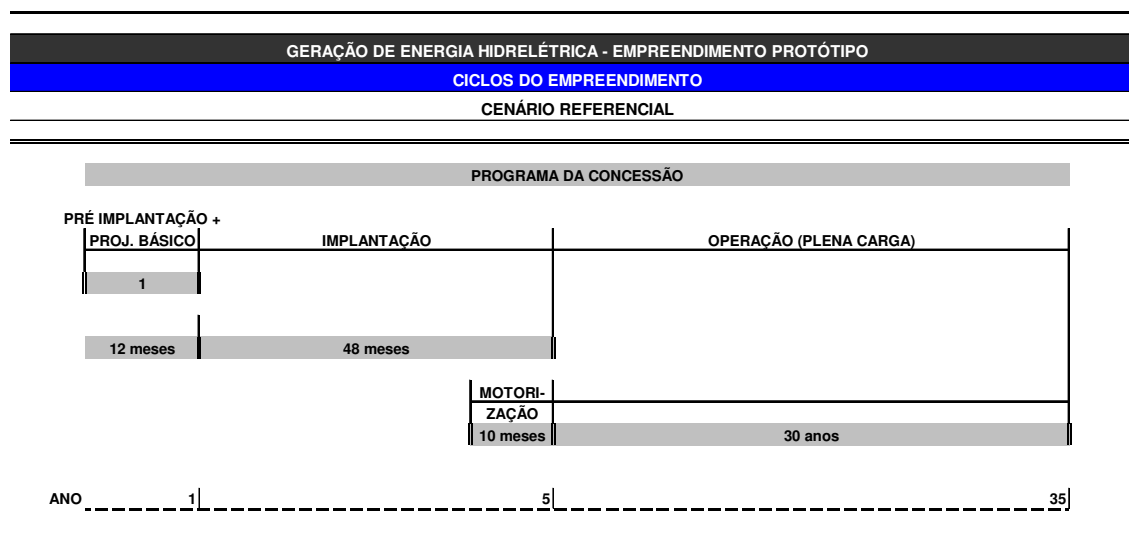 GERAÇÃO DE ENERGIA HIDRELÉTRICA - EMPREENDIMENTO PROTÓTIPO
CICLOS DO EMPREENDIMENTO
CENÁRIO REFERENCIAL
PROGRAMA DA CONCESSÃO
PRÉ IMPLANTAÇÃO +
PROJ. BÁSICO IMPLANTAÇÃO OPERAÇÃO (PLENA CARGA)
1
12 meses 48 meses
MOTORI-
ZAÇÃO
10 meses 30 anos
ANO 1 5 35